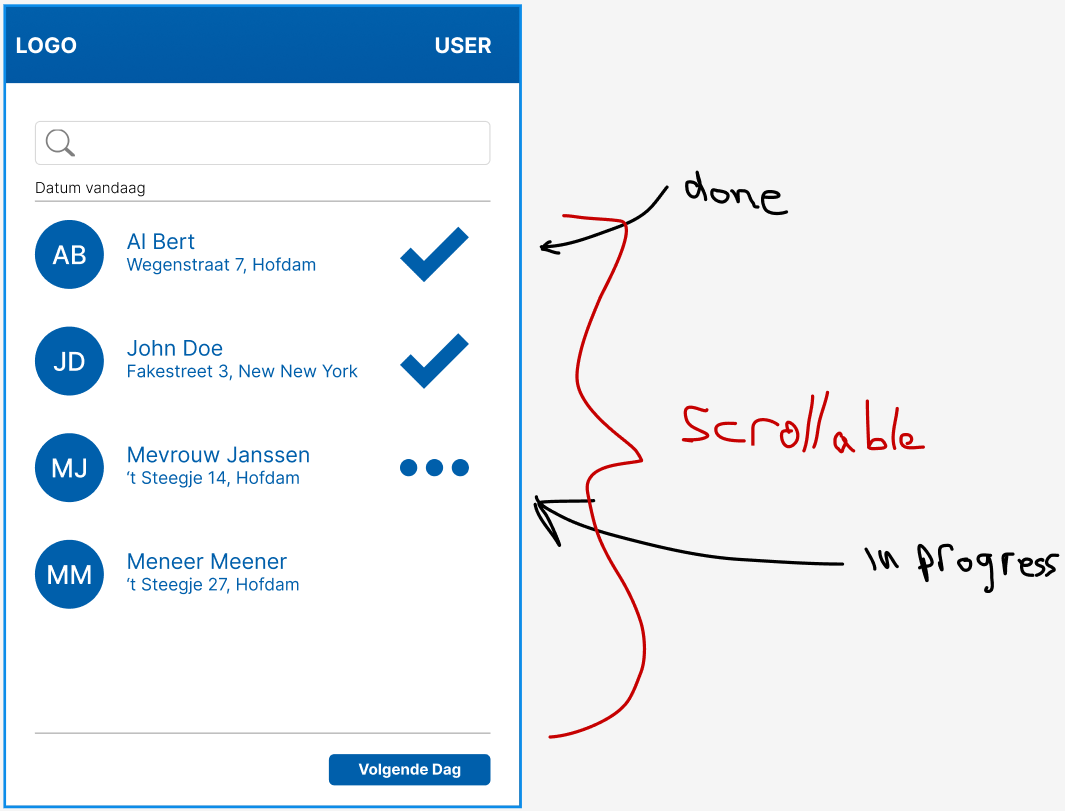 LOGO
USER
Datum vandaag
AB
Al Bert
Wegenstraat 7, Hofdam
JD
John Doe
Fakestreet 3, New New York
MJ
Mevrouw Janssen
‘t Steegje 14, Hofdam
MM
Meneer Meener
‘t Steegje 27, Hofdam
Volgende Dag
done
Scrollable
In progress